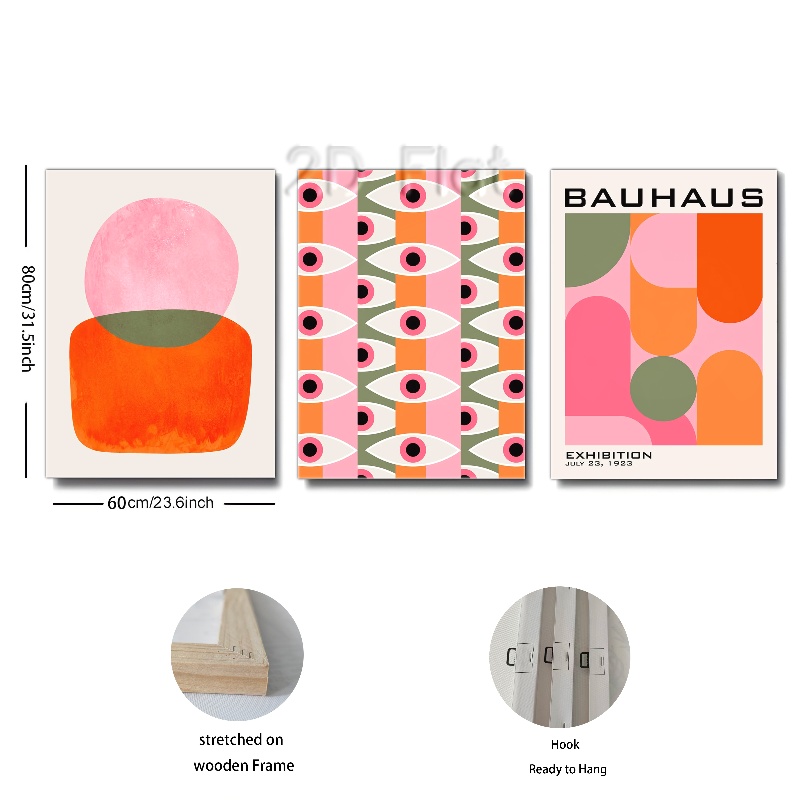 2D Flat
BAUHAUS
80cm/31.5inch
EXHIBITION
JULY 23, 1923
60cm/23.6inch
stretched on
wooden Frame
Hook
Ready to Hang